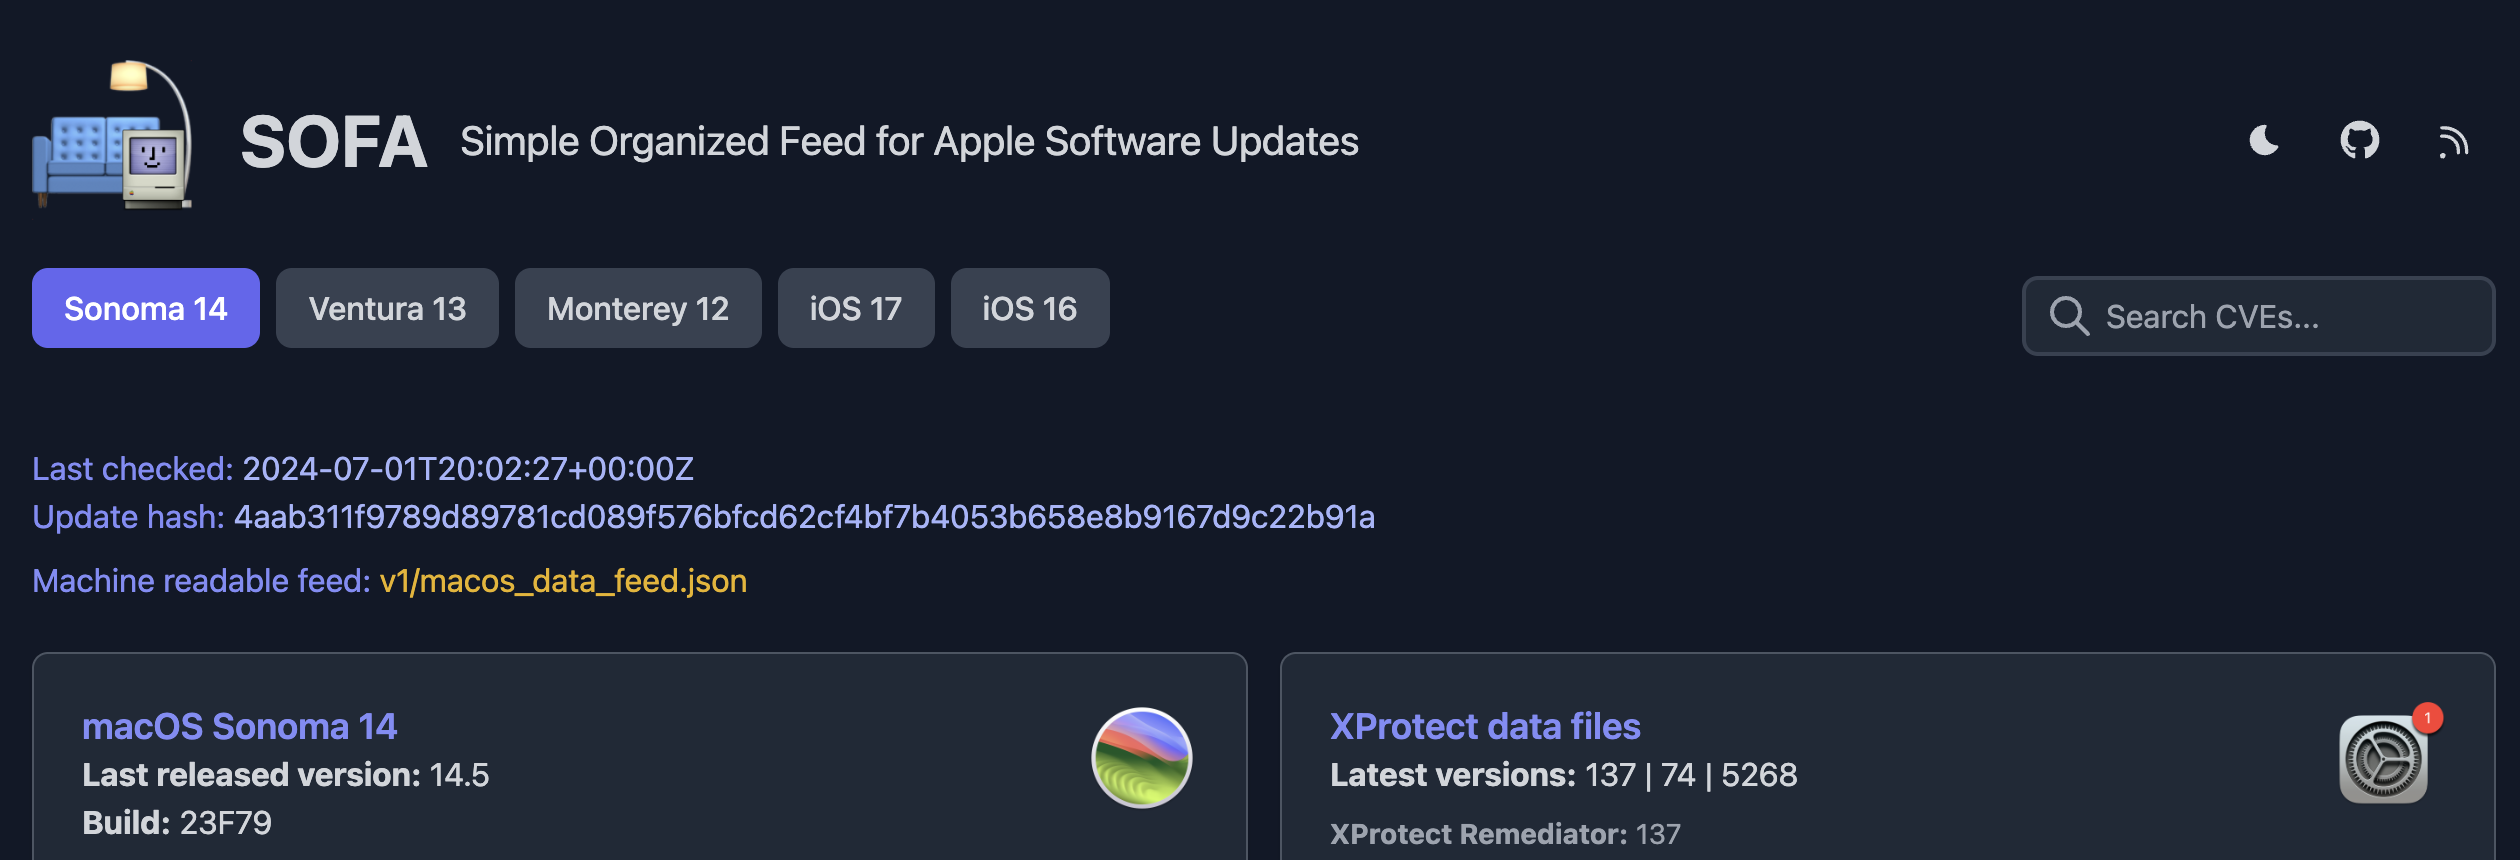 SOFA Simple Organized Feed for Apple Software Updates
Sonoma 14 Ventura 13 Monterey 12 iOS 17 iOS 16 Search CVEs...
Last checked: 2024-07-01T20:02:27+00:00Z
Update hash: 4aab311f9789d89781cd089f576bfcd62cf4bf7b4053b658e8b9167d9c22b91a
Machine readable feed: v1/macos_data_feed.json
macOS Sonoma 14
Last released version: 14.5
Build: 23F79
1
XProtect data files
Latest versions: 137 | 74 | 5268
XProtect Remediator: 137